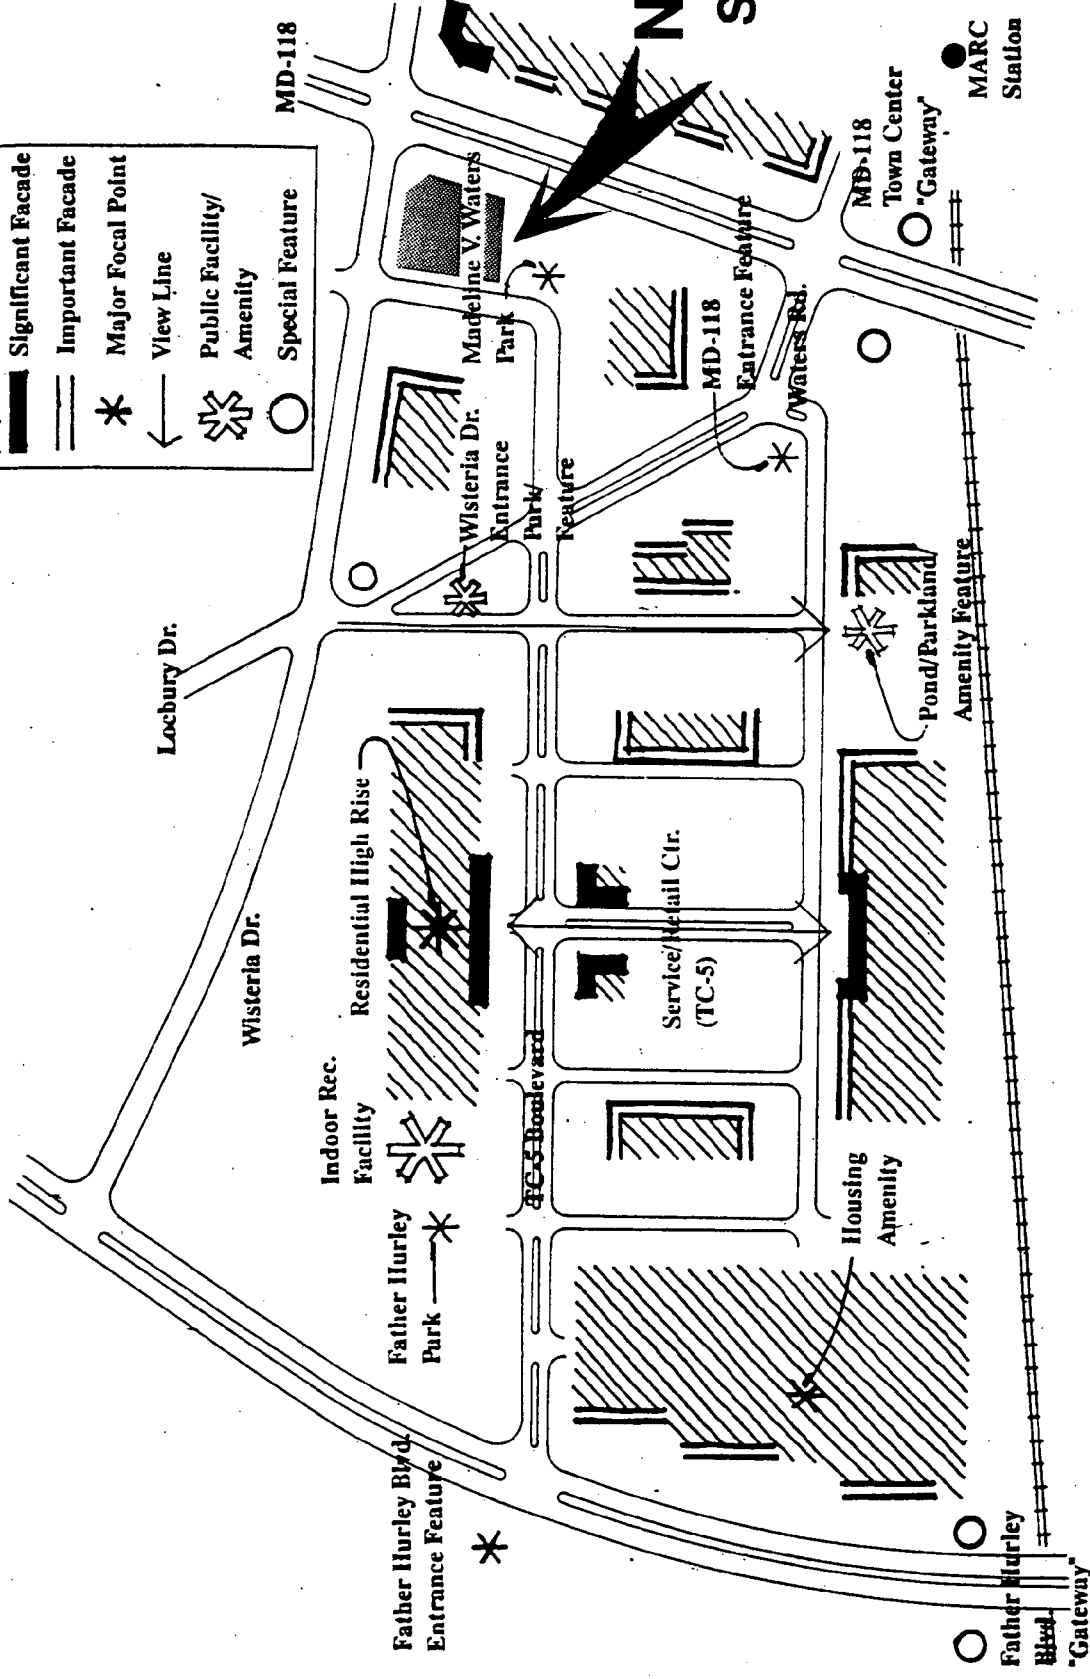 Significant Facade
Important Facade
Major Focal Point
View Line
Public Facility/
Amenity
Special Feature
MD-118
N
S
MARC
Station
MD-118
Town Center
"Gateway"
Madeline V. Waters
Park
MD-118
Entrance Feature
Waters Rd.
Wisteria Dr.
Entrance
Park/
Feature
Locbury Dr.
Wisteria Dr.
Residential High Rise
Indoor Rec.
Facility
Father Hurley
Park
TC-5 Boulevard
Service/Retail Ctr.
(TC-5)
Pond/Parkland
Amenity Feature
Housing
Amenity
Father Hurley Blvd.
Entrance Feature
Father Hurley
Blvd.
"Gateway"